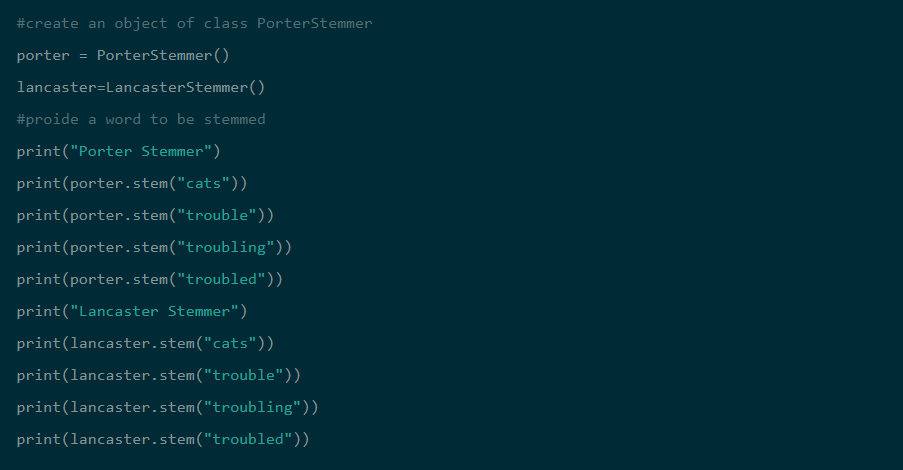 #create an object of class PorterStemmer
porter = PorterStemmer()
lancaster=LancasterStemmer()
#proide a word to be stemmed
print("Porter Stemmer")
print(porter.stem("cats"))
print(porter.stem("trouble"))
print(porter.stem("troubling"))
print(porter.stem("troubled"))
print("Lancaster Stemmer")
print(lancaster.stem("cats"))
print(lancaster.stem("trouble"))
print(lancaster.stem("troubling"))
print(lancaster.stem("troubled"))